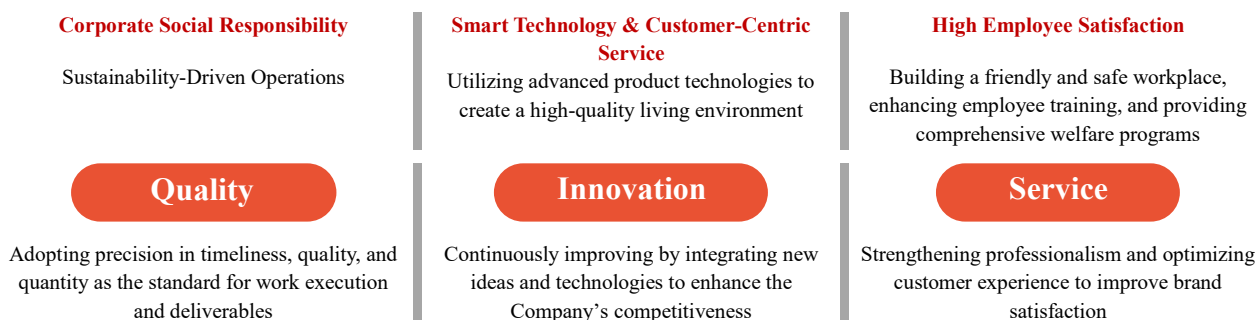 Corporate Social Responsibility
Sustainability-Driven Operations
Smart Technology & Customer-Centric
Service
Utilizing advanced product technologies to
create a high-quality living environment
High Employee Satisfaction
Building a friendly and safe workplace,
enhancing employee training, and providing
comprehensive welfare programs
Quality
Adopting precision in timeliness, quality, and
quantity as the standard for work execution
and deliverables
Innovation
Continuously improving by integrating new
ideas and technologies to enhance the
Company’s competitiveness
Service
Strengthening professionalism and optimizing
customer experience to improve brand
satisfaction